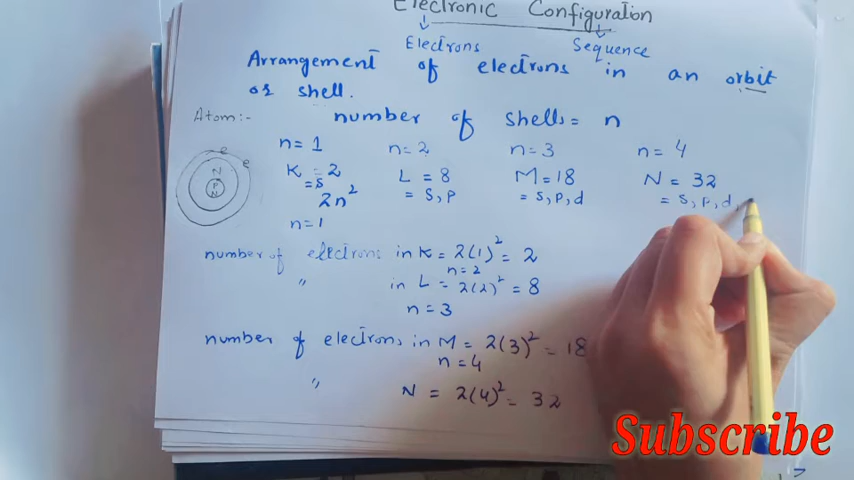 Electronic Configuration
Electrons Sequence
Arrangement of electrons in an orbit
or shell.
Atom:- number of shells = n
n=1 n=2 n=3 n=4
K = 2 L = 8 M = 18 N = 32
= S = S, P = S, P, d = S, P, d,
2n²
n=1
e e N P N
number of electrons in K = 2(1)² = 2
n=2
" in L = 2(2)² = 8
n=3
number of electrons in M = 2(3)² = 18
n=4
" N = 2(4)² = 32
Subscribe